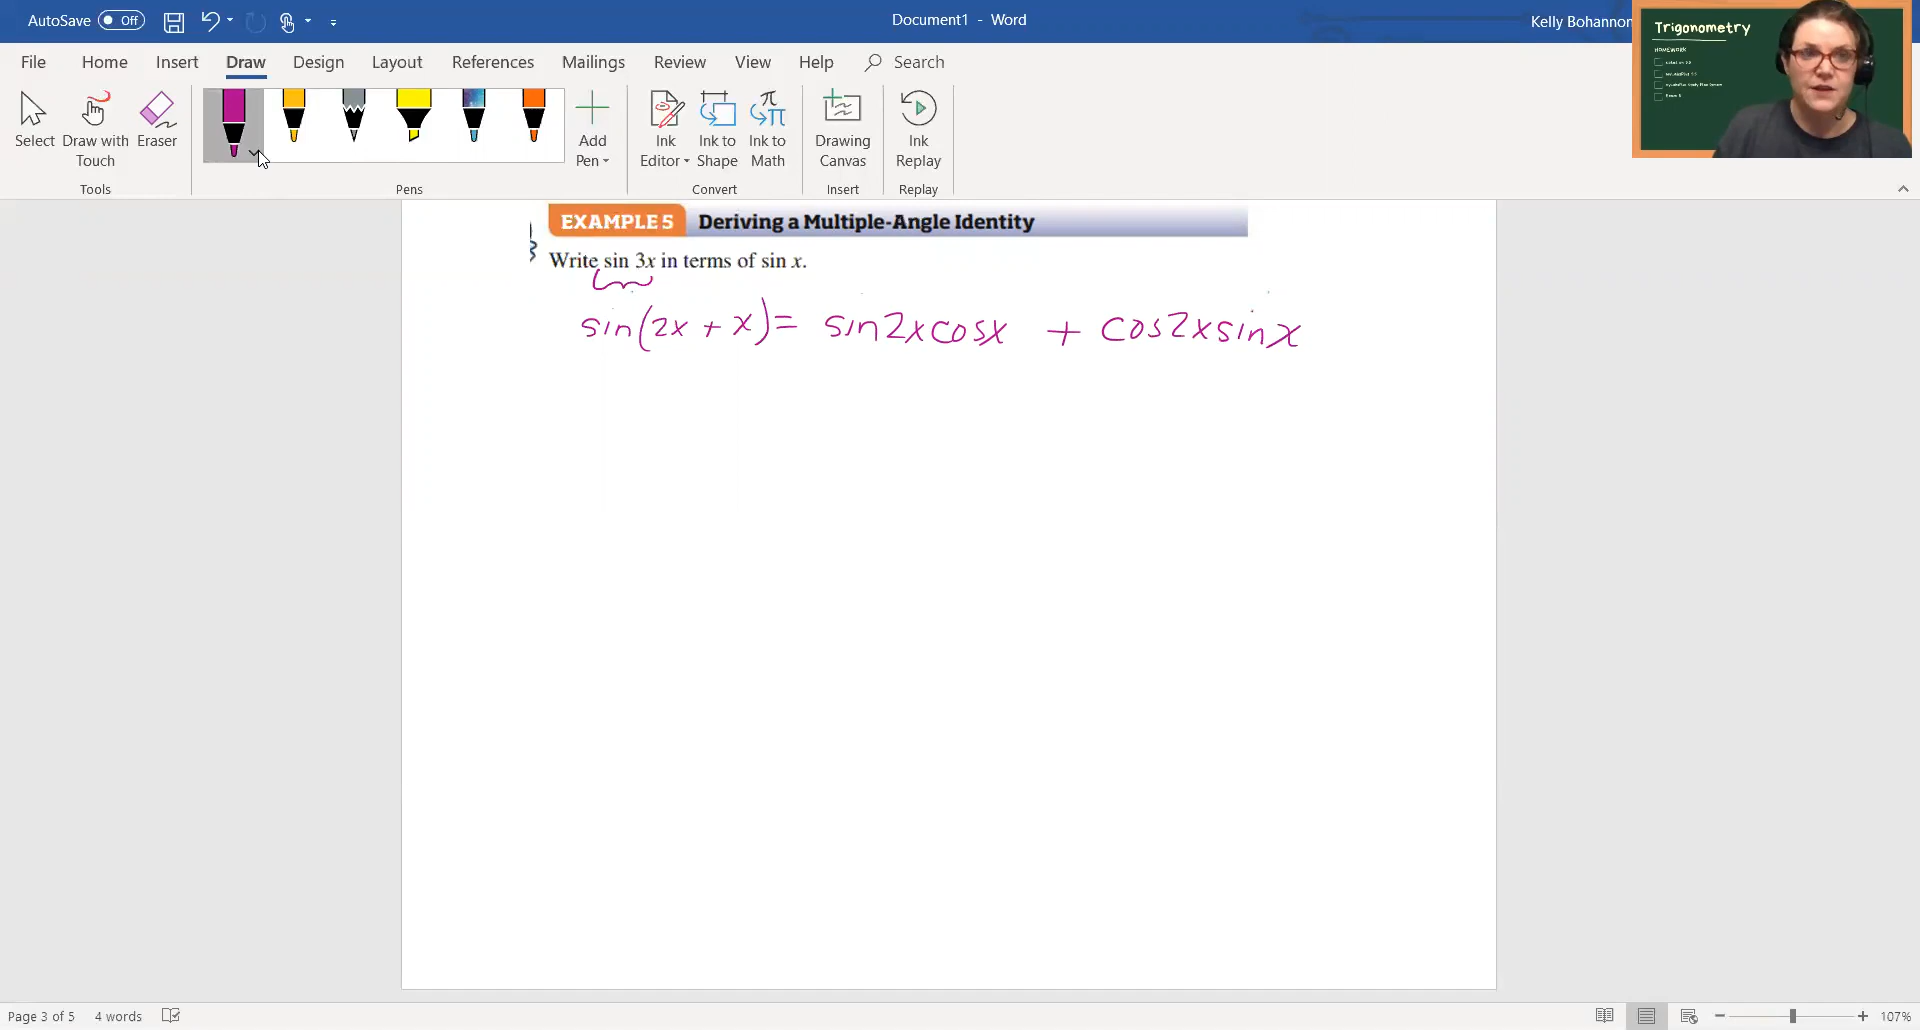 AutoSave Off
Document1 - Word
Kelly Bohannon
File Home Insert Draw Design Layout References Mailings Review View Help Search
Select
Draw with Touch
Eraser
Add Pen
Ink Editor
Ink to Shape
Ink to Math
Drawing Canvas
Ink Replay
Tools Pens Convert Insert Replay
Trigonometry
HOMEWORK
EXAMPLE 5 Deriving a Multiple-Angle Identity
Write sin 3x in terms of sin x.
sin(2x + x) = sin2xcosx + cos2xsinx
Page 3 of 5 4 words
107%